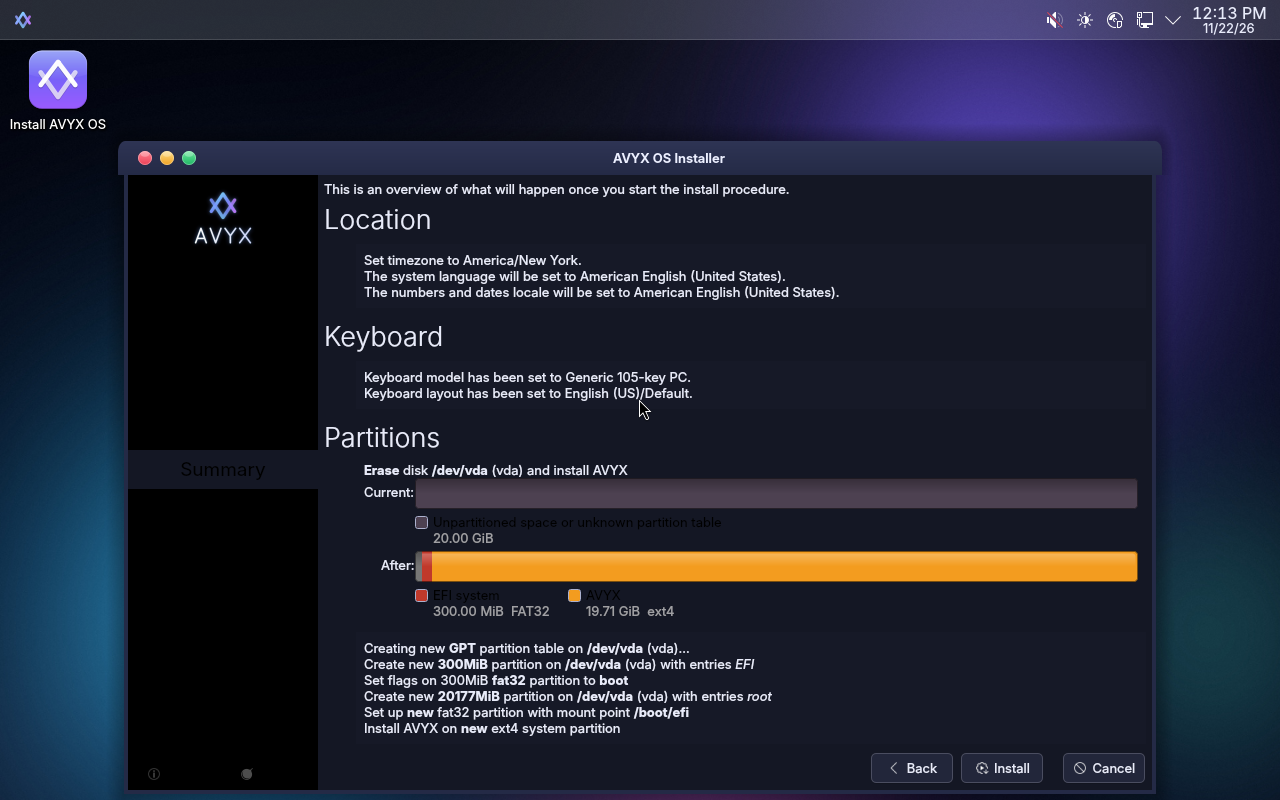 12:13 PM
11/22/26
Install AVYX OS
AVYX OS Installer
AVYX
Summary
This is an overview of what will happen once you start the install procedure.
Location
Set timezone to America/New York.
The system language will be set to American English (United States).
The numbers and dates locale will be set to American English (United States).
Keyboard
Keyboard model has been set to Generic 105-key PC.
Keyboard layout has been set to English (US)/Default.
Partitions
Erase disk /dev/vda (vda) and install AVYX
Current:
Unpartitioned space or unknown partition table
20.00 GiB
After:
EFI system AVYX
300.00 MiB FAT32 19.71 GiB ext4
Creating new GPT partition table on /dev/vda (vda)...
Create new 300MiB partition on /dev/vda (vda) with entries EFI
Set flags on 300MiB fat32 partition to boot
Create new 20177MiB partition on /dev/vda (vda) with entries root
Set up new fat32 partition with mount point /boot/efi
Install AVYX on new ext4 system partition
Back Install Cancel